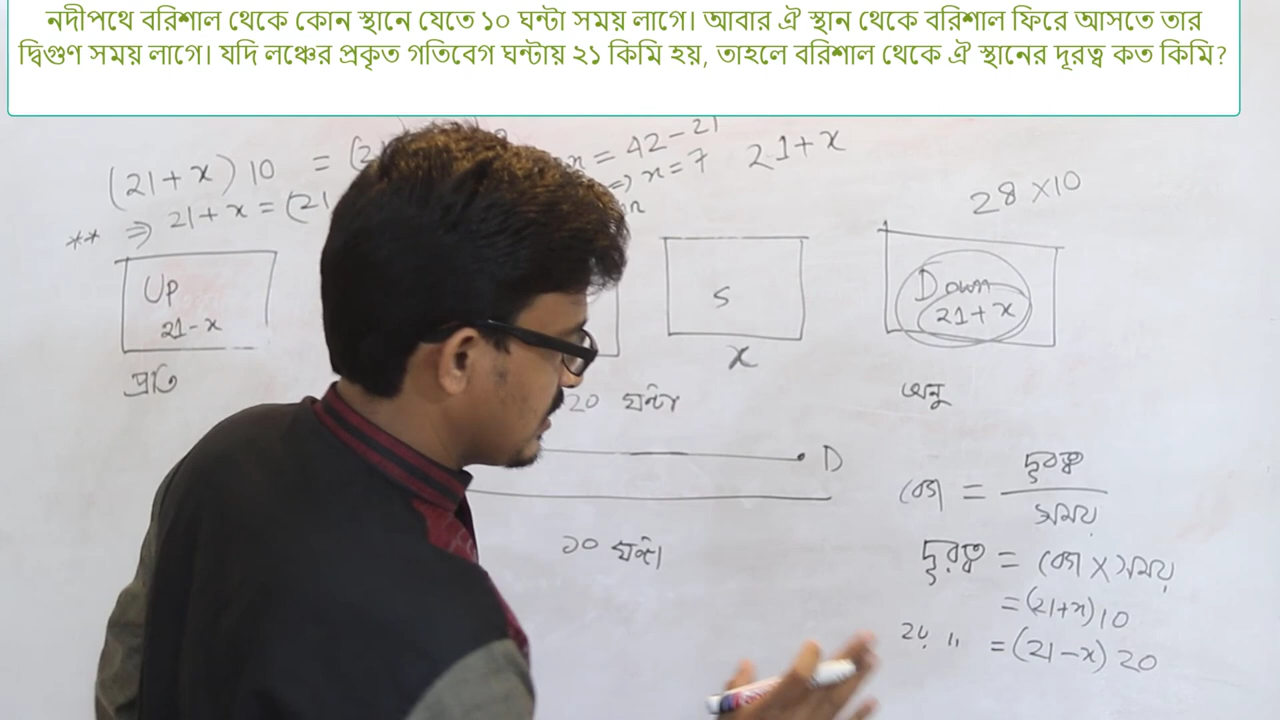 নদীপথে বরিশাল থেকে কোন স্থানে যেতে ১০ ঘন্টা সময় লাগে। আবার ঐ স্থান থেকে বরিশাল ফিরে আসতে তার
দ্বিগুণ সময় লাগে। যদি লঞ্চের প্রকৃত গতিবেগ ঘন্টায় ২১ কিমি হয়, তাহলে বরিশাল থেকে ঐ স্থানের দূরত্ব কত কিমি?
(21+x) 10 = (2
= 42-21
** ⇒ 21+x = (21
⇒ x=7
21+x
28×10
Up
21-x
প্রতি
S
x
Down
21+x
অনু
20 ঘন্টা
D
১০ ঘন্টা
বেগ = দূরত্ব / সময়
দূরত্ব = বেগ × সময়
=(21+x)10
" =(21-x) 20